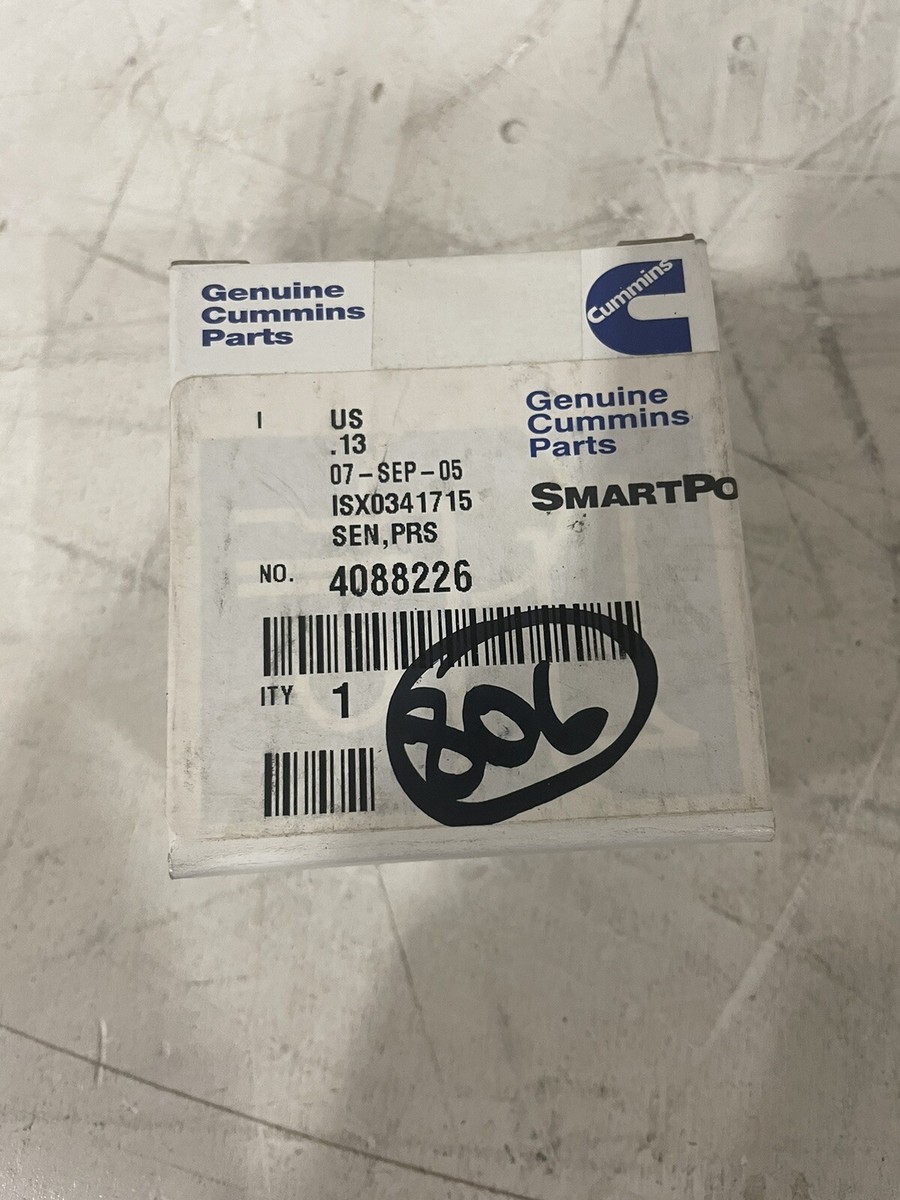 Genuine
Cummins
Parts
Cummins
Genuine
Cummins
Parts
SMARTPO
I US
.13
07-SEP-05
ISX0341715
SEN,PRS
NO. 4088226
ITY 1
806